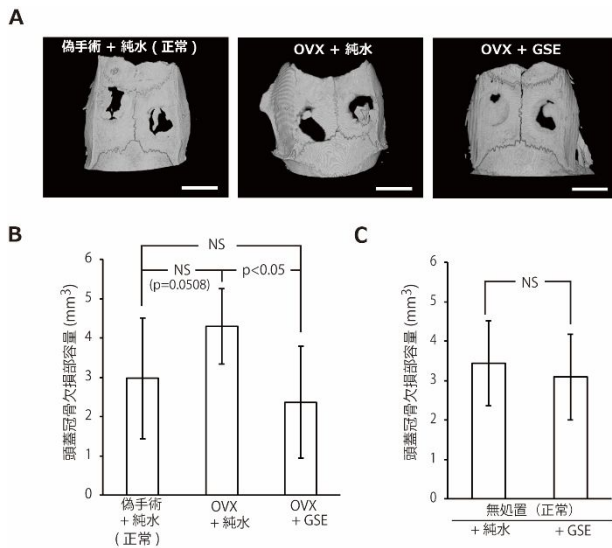 A
偽手術 + 純水 ( 正常 )
OVX + 純水
OVX + GSE
B
NS
NS
(p=0.0508)
p<0.05
頭蓋冠骨欠損部容量 (mm³)
6
5
4
3
2
1
0
偽手術
+ 純水
( 正常 )
OVX
+ 純水
OVX
+ GSE
C
NS
頭蓋冠骨欠損部容量 (mm³)
6
5
4
3
2
1
0
無処置（正常）
+ 純水
+ GSE